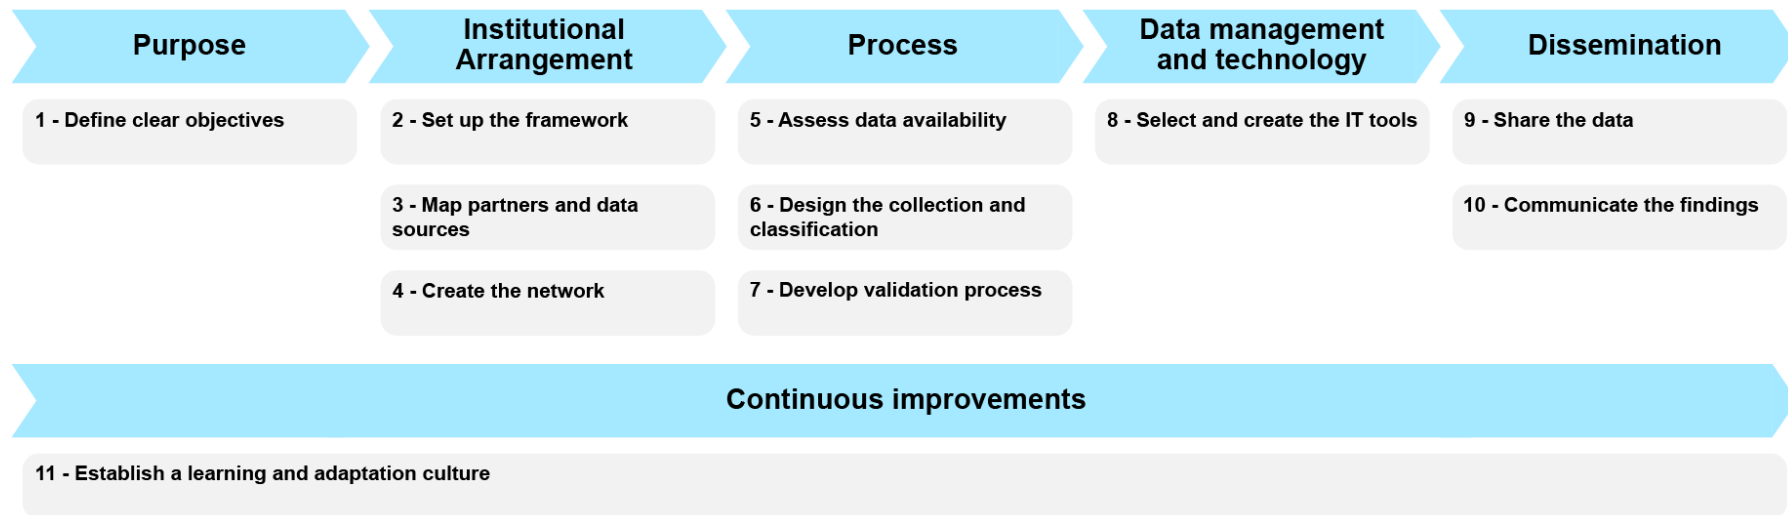 Purpose
Institutional
Arrangement
Process
Data management
and technology
Dissemination
1 - Define clear objectives
2 - Set up the framework
3 - Map partners and data
sources
4 - Create the network
5 - Assess data availability
6 - Design the collection and
classification
7 - Develop validation process
8 - Select and create the IT tools
9 - Share the data
10 - Communicate the findings
Continuous improvements
11 - Establish a learning and adaptation culture